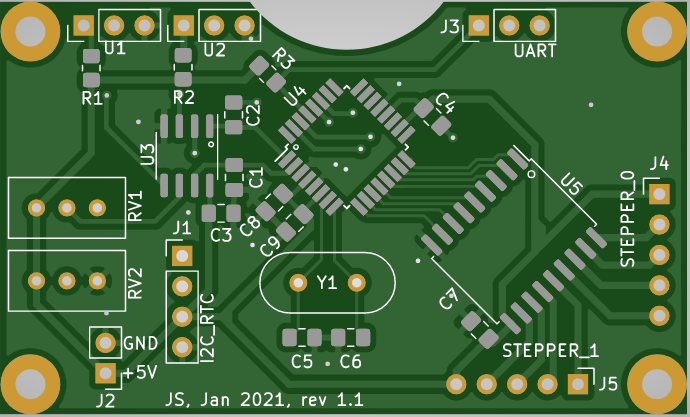 U1
U2
J3
UART
R1
R2
R3
U4
C4
C2
U3
C1
C3
C8
C9
U5
J4
STEPPER_0
RV1
J1
RV2
Y1
I2C_RTC
C7
GND
C5
C6
STEPPER_1
+5V
J5
J2
JS, Jan 2021, rev 1.1